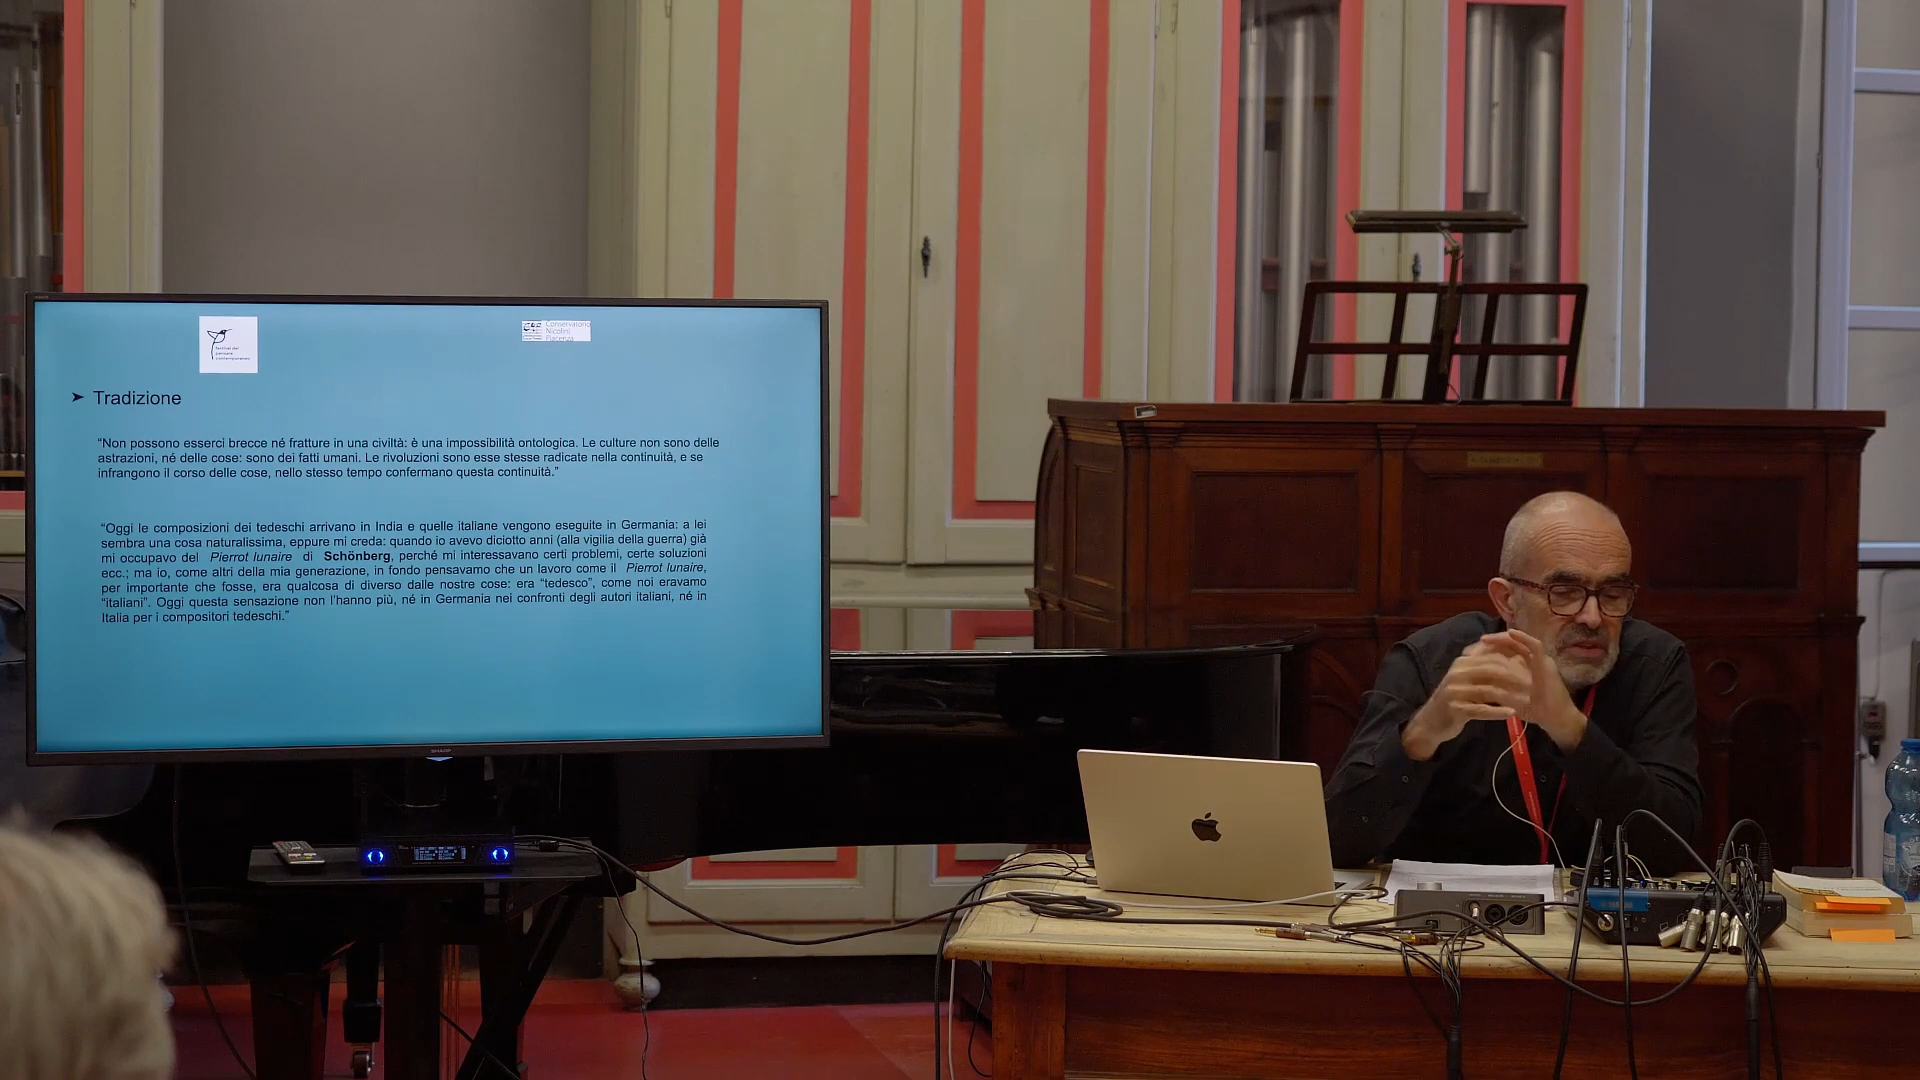 festival del
pensare
contemporaneo
Conservatorio
Nicolini
Piacenza
➤ Tradizione
“Non possono esserci brecce né fratture in una civiltà: è una impossibilità ontologica. Le culture non sono delle
astrazioni, né delle cose: sono dei fatti umani. Le rivoluzioni sono esse stesse radicate nella continuità, e se
infrangono il corso delle cose, nello stesso tempo confermano questa continuità.”
“Oggi le composizioni dei tedeschi arrivano in India e quelle italiane vengono eseguite in Germania: a lei
sembra una cosa naturalissima, eppure mi creda: quando io avevo diciotto anni (alla vigilia della guerra) già
mi occupavo del Pierrot lunaire di Schönberg, perché mi interessavano certi problemi, certe soluzioni
ecc.; ma io, come altri della mia generazione, in fondo pensavamo che un lavoro come il Pierrot lunaire,
per importante che fosse, era qualcosa di diverso dalle nostre cose: era “tedesco”, come noi eravamo
“italiani”. Oggi questa sensazione non l’hanno più, né in Germania nei confronti degli autori italiani, né in
Italia per i compositori tedeschi.”
SHARP